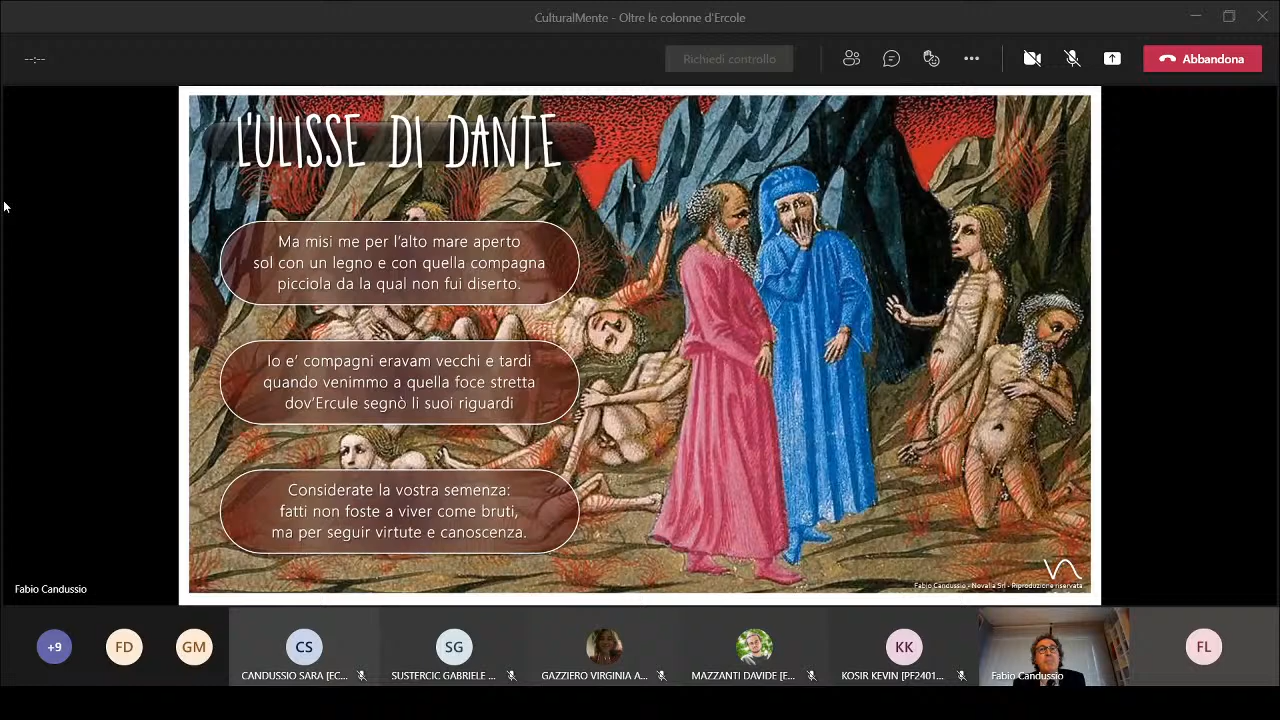 CulturalMente - Oltre le colonne d'Ercole
--:--
Richiedi controllo
Abbandona
L'ULISSE DI DANTE
Ma misi me per l'alto mare aperto
sol con un legno e con quella compagna
picciola da la qual non fui diserto.
Io e' compagni eravam vecchi e tardi
quando venimmo a quella foce stretta
dov'Ercule segnò li suoi riguardi
Considerate la vostra semenza:
fatti non foste a viver come bruti,
ma per seguir virtute e canoscenza.
Fabio Candussio - Novalia Srl - Riproduzione riservata
Fabio Candussio
+9
FD
GM
CS
CANDUSSIO SARA [EC...
SG
SUSTERCIC GABRIELE ...
GAZZIERO VIRGINIA A...
MAZZANTI DAVIDE [E...
KK
KOSIR KEVIN [PF2401...
Fabio Candussio
FL